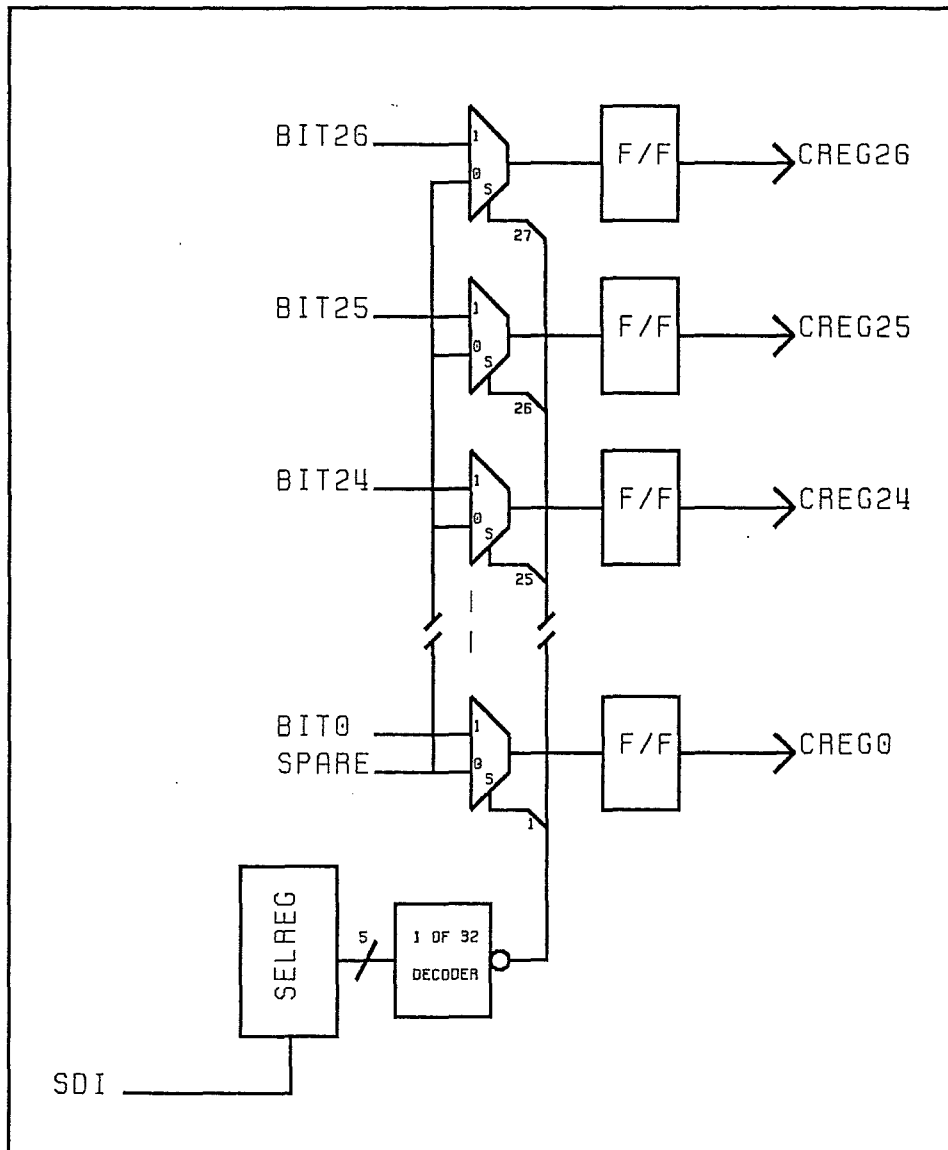 BIT26 1 0 S 27 F/F CREG26
BIT25 1 0 S 26 F/F CREG25
BIT24 1 0 S 25 F/F CREG24
BIT0 1 0 S 1 F/F CREG0
SPARE
SELREG 5 1 OF 32
DECODER
SDI